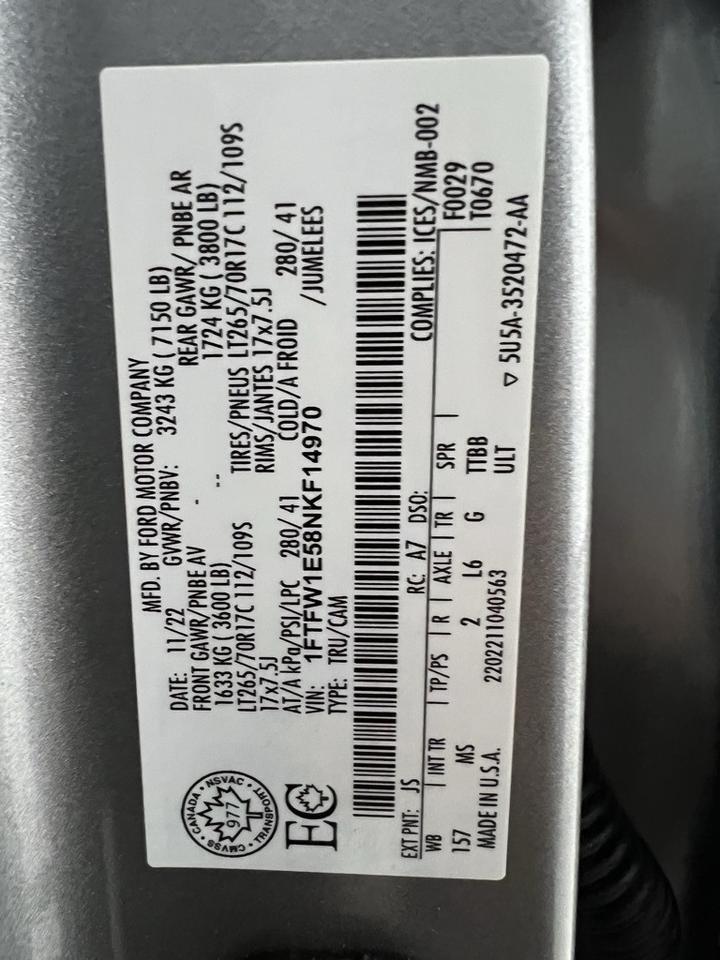 MFD. BY FORD MOTOR COMPANY
DATE: 11/22 GVWR/PNBV: 3243 KG ( 7150 LB)
FRONT GAWR/PNBE AV - REAR GAWR/ PNBE AR
1633 KG ( 3600 LB) -- 1724 KG ( 3800 LB)
LT265/70R17C 112/109S TIRES/PNEUS LT265/70R17C 112/109S
17x7.5J RIMS/JANTES 17x7.5J
AT/A kPa/PSI/LPC 280/ 41 COLD/A FROID 280/ 41
VIN: 1FTFW1E58NKF14970 /JUMELEES
TYPE: TRU/CAM
CANADA • NSVAC • TRANSPORT • CMVSS •
977
EC
COMPLIES: ICES/NMB-002
EXT PNT: JS RC: A7 DSO: F0029
WB INT TR TP/PS R AXLE TR SPR T0670
157 MS 2 L6 G TTBB
MADE IN U.S.A. 2202211040563 ULT ▽ 5U5A-3520472-AA